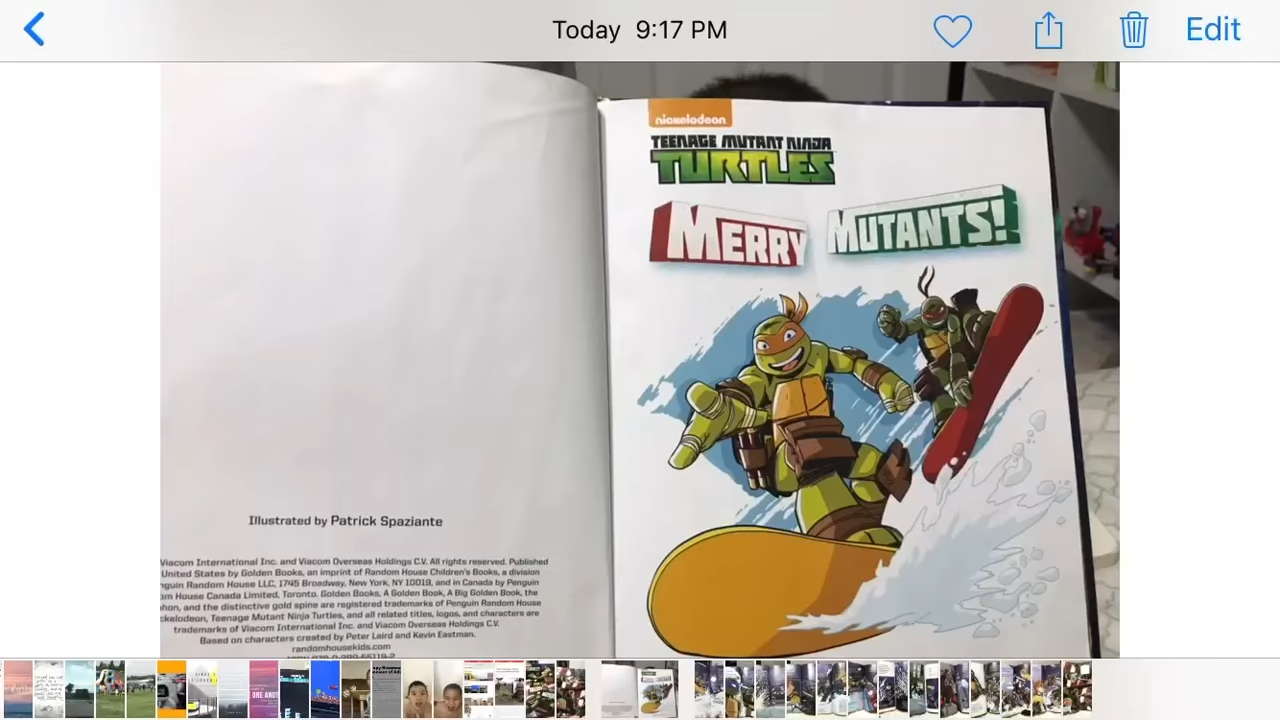 Today 9:17 PM
Edit
Illustrated by Patrick Spaziante
Viacom International Inc. and Viacom Overseas Holdings C.V. All rights reserved. Published
United States by Golden Books, an imprint of Random House Children's Books, a division
Random House LLC, 1745 Broadway, New York, NY 10019, and in Canada by Penguin
House Canada Limited, Toronto. Golden Books, A Golden Book, A Big Golden Book, the
and the distinctive gold spine are registered trademarks of Penguin Random House
Teenage Mutant Ninja Turtles, and all related titles, logos, and characters are
trademarks of Viacom International Inc. and Viacom Overseas Holdings C.V.
Based on characters created by Peter Laird and Kevin Eastman.
randomhousekids.com
nickelodeon
TEENAGE MUTANT NINJA
TURTLES
MERRY MUTANTS!